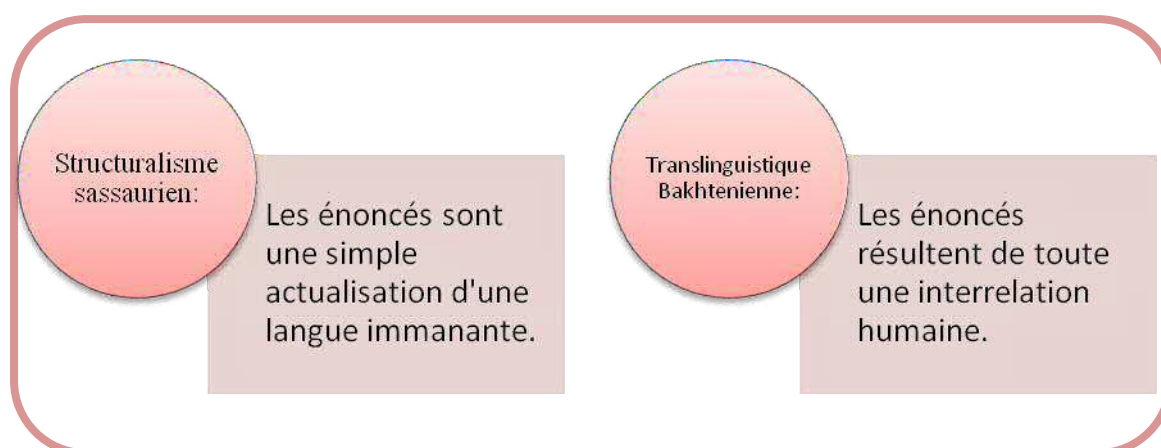 Structuralisme
sassaurien:
Les énoncés sont
une simple
actualisation d'une
langue immanante.
Translinguistique
Bakhtenienne:
Les énoncés
résultent de toute
une interrelation
humaine.